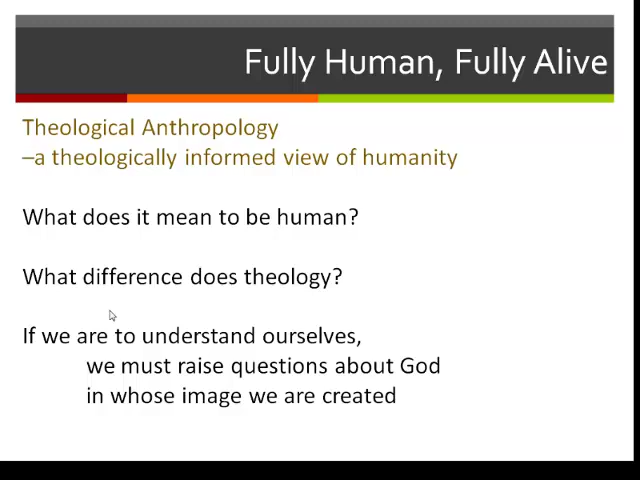 Fully Human, Fully Alive
Theological Anthropology
–a theologically informed view of humanity
What does it mean to be human?
What difference does theology?
If we are to understand ourselves,
we must raise questions about God
in whose image we are created